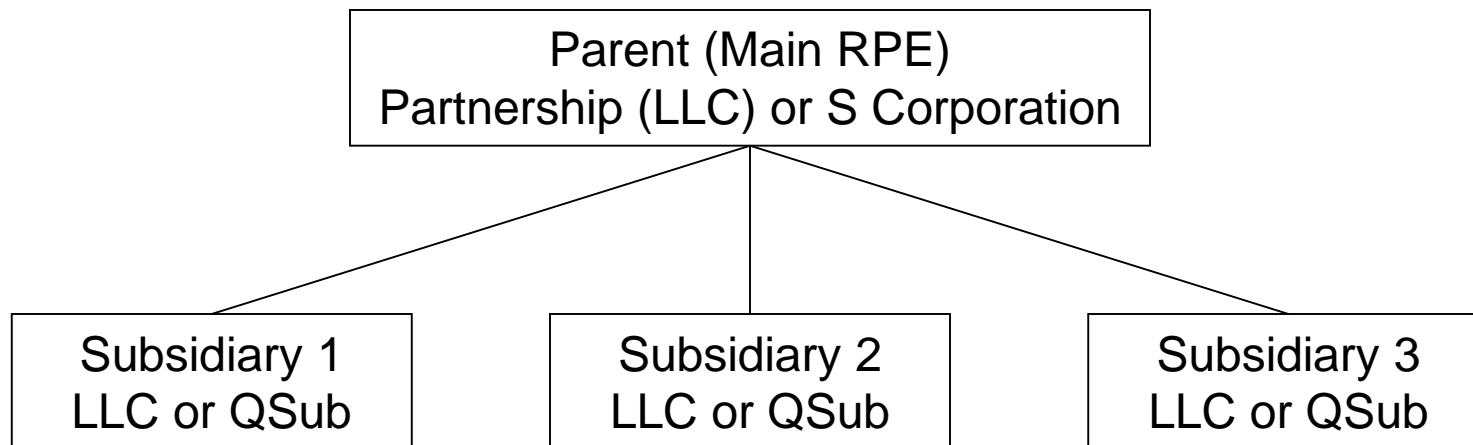 Parent (Main RPE)
Partnership (LLC) or S Corporation
Subsidiary 1
LLC or QSub
Subsidiary 2
LLC or QSub
Subsidiary 3
LLC or QSub